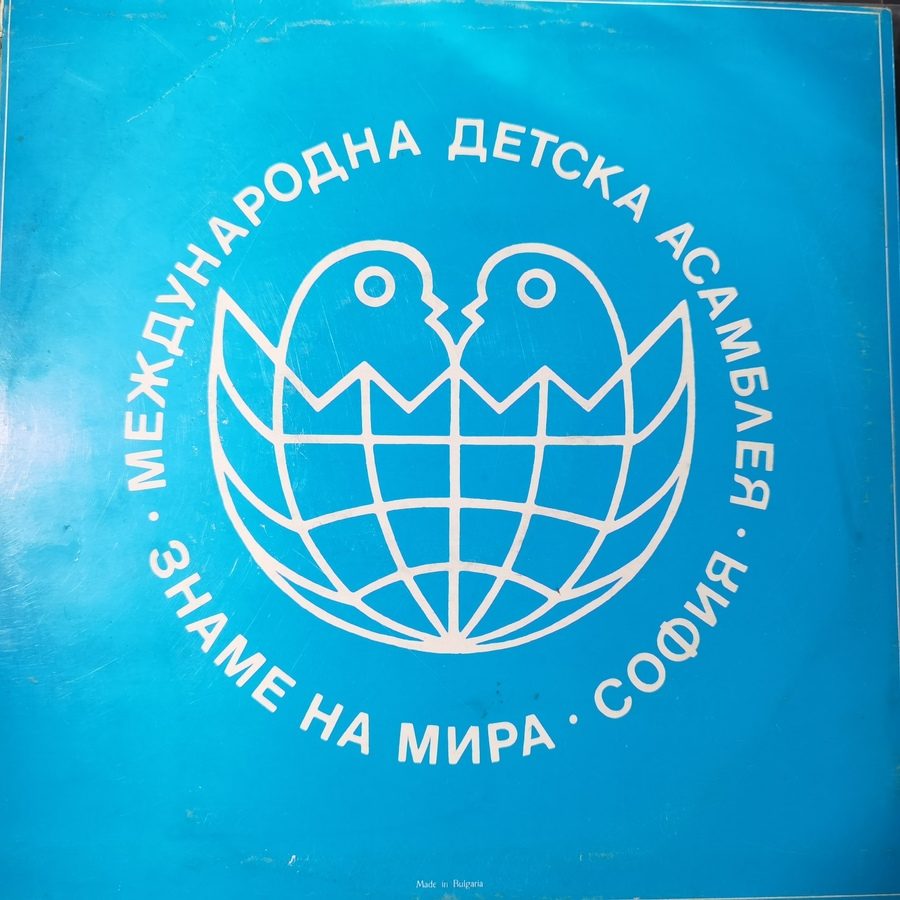 МЕЖДУНАРОДНА ДЕТСКА АСАМБЛЕЯ · СОФИЯ · ЗНАМЕ НА МИРА ·
Made in Bulgaria